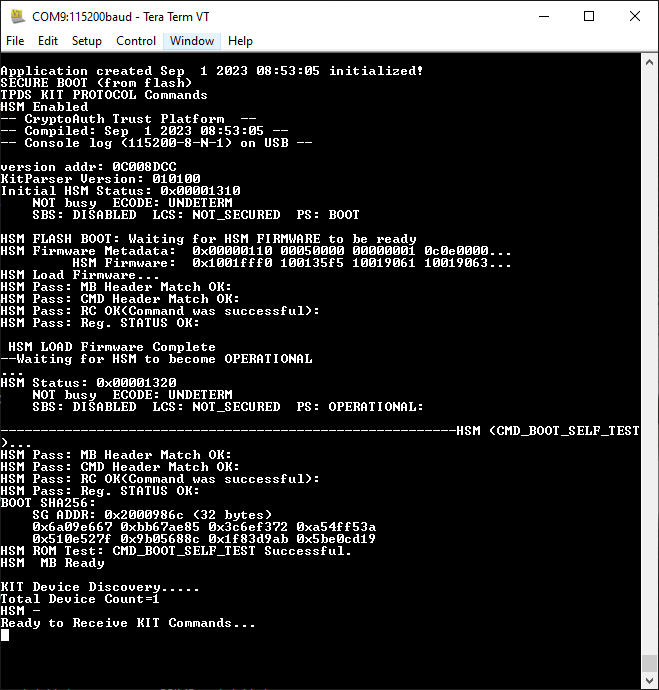 COM9:115200baud - Tera Term VT
File Edit Setup Control Window Help
Application created Sep  1 2023 08:53:05 initialized!
SECURE BOOT (from flash)
TPDS KIT PROTOCOL Commands
HSM Enabled
-- CryptoAuth Trust Platform  --
-- Compiled: Sep  1 2023 08:53:05 --
-- Console log (115200-8-N-1) on USB --
version addr: 0C008DCC
KitParser Version: 010100
Initial HSM Status: 0x00001310
    NOT busy  ECODE: UNDETERM
    SBS: DISABLED  LCS: NOT_SECURED  PS: BOOT
HSM FLASH BOOT: Waiting for HSM FIRMWARE to be ready
HSM Firmware Metadata:  0x00000110 00050000 00000001 0c0e0000...
         HSM Firmware:  0x1001fff0 100135f5 10019061 10019063...
HSM Load Firmware...
HSM Pass: MB Header Match OK:
HSM Pass: CMD Header Match OK:
HSM Pass: RC OK(Command was successful):
HSM Pass: Reg. STATUS OK:
 HSM LOAD Firmware Complete
--Waiting for HSM to become OPERATIONAL
...
HSM Status: 0x00001320
    NOT busy  ECODE: UNDETERM
    SBS: DISABLED  LCS: NOT_SECURED  PS: OPERATIONAL:
---------------------------------------------------------HSM (CMD_BOOT_SELF_TEST
)...
HSM Pass: MB Header Match OK:
HSM Pass: CMD Header Match OK:
HSM Pass: RC OK(Command was successful):
HSM Pass: Reg. STATUS OK:
BOOT SHA256:
    SG ADDR: 0x2000986c (32 bytes)
    0x6a09e667 0xbb67ae85 0x3c6ef372 0xa54ff53a
    0x510e527f 0x9b05688c 0x1f83d9ab 0x5be0cd19
HSM ROM Test: CMD_BOOT_SELF_TEST Successful.
HSM  MB Ready
KIT Device Discovery.....
Total Device Count=1
HSM -
Ready to Receive KIT Commands...